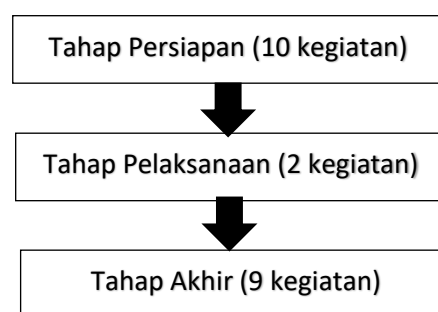 Tahap Persiapan (10 kegiatan)
Tahap Pelaksanaan (2 kegiatan)
Tahap Akhir (9 kegiatan)